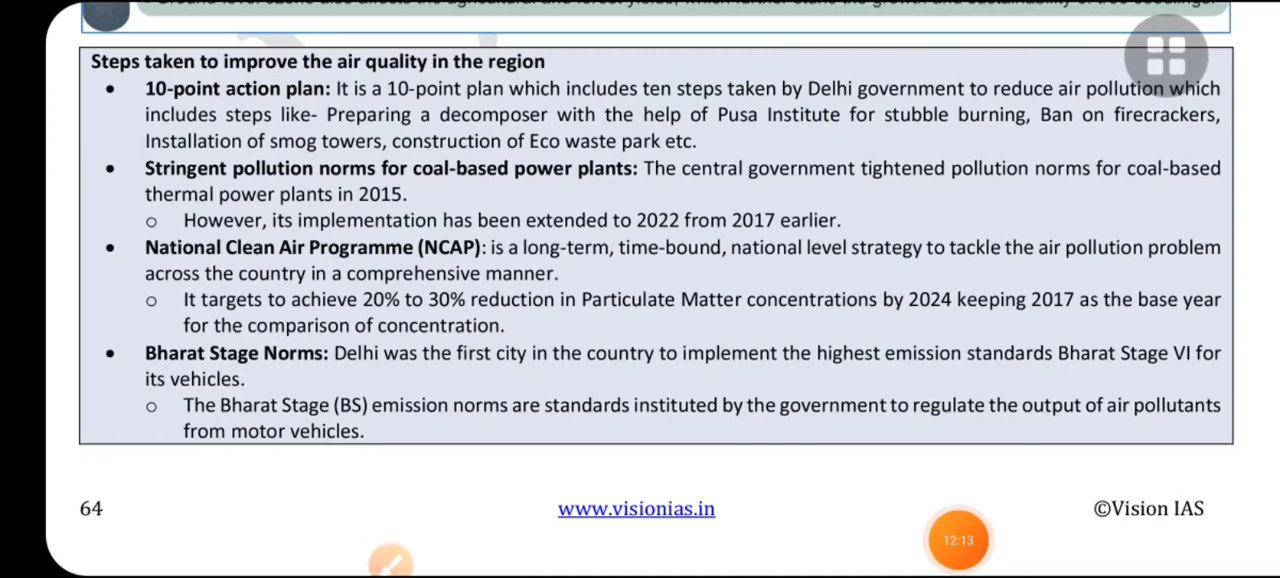 Steps taken to improve the air quality in the region
• 10-point action plan: It is a 10-point plan which includes ten steps taken by Delhi government to reduce air pollution which
includes steps like- Preparing a decomposer with the help of Pusa Institute for stubble burning, Ban on firecrackers,
Installation of smog towers, construction of Eco waste park etc.
• Stringent pollution norms for coal-based power plants: The central government tightened pollution norms for coal-based
thermal power plants in 2015.
o However, its implementation has been extended to 2022 from 2017 earlier.
• National Clean Air Programme (NCAP): is a long-term, time-bound, national level strategy to tackle the air pollution problem
across the country in a comprehensive manner.
o It targets to achieve 20% to 30% reduction in Particulate Matter concentrations by 2024 keeping 2017 as the base year
for the comparison of concentration.
• Bharat Stage Norms: Delhi was the first city in the country to implement the highest emission standards Bharat Stage VI for
its vehicles.
o The Bharat Stage (BS) emission norms are standards instituted by the government to regulate the output of air pollutants
from motor vehicles.
64 www.visionias.in ©Vision IAS
12:13